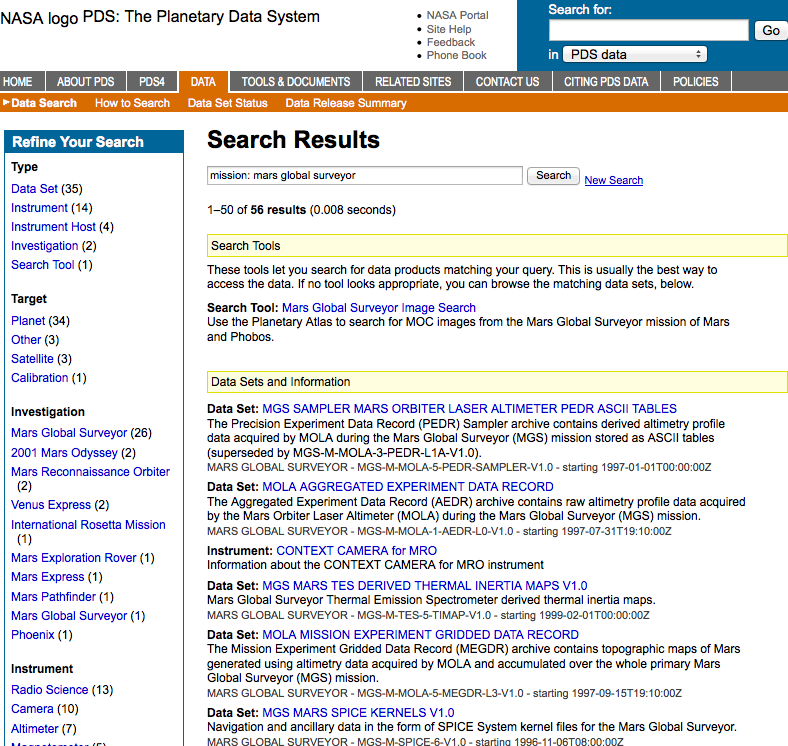 NASA logo PDS: The Planetary Data System
NASA Portal
Site Help
Feedback
Phone Book
Search for:
Go
in PDS data
HOME ABOUT PDS PDS4 DATA TOOLS & DOCUMENTS RELATED SITES CONTACT US CITING PDS DATA POLICIES
Data Search How to Search Data Set Status Data Release Summary
Refine Your Search
Type
Data Set (35)
Instrument (14)
Instrument Host (4)
Investigation (2)
Search Tool (1)
Target
Planet (34)
Other (3)
Satellite (3)
Calibration (1)
Investigation
Mars Global Surveyor (26)
2001 Mars Odyssey (2)
Mars Reconnaissance Orbiter
(2)
Venus Express (2)
International Rosetta Mission
(1)
Mars Exploration Rover (1)
Mars Express (1)
Mars Pathfinder (1)
Mars Global Surveyor (1)
Phoenix (1)
Instrument
Radio Science (13)
Camera (10)
Altimeter (7)
Magnetometer (5)
Search Results
mission: mars global surveyor Search New Search
1–50 of 56 results (0.008 seconds)
Search Tools
These tools let you search for data products matching your query. This is usually the best way to
access the data. If no tool looks appropriate, you can browse the matching data sets, below.
Search Tool: Mars Global Surveyor Image Search
Use the Planetary Atlas to search for MOC images from the Mars Global Surveyor mission of Mars
and Phobos.
Data Sets and Information
Data Set: MGS SAMPLER MARS ORBITER LASER ALTIMETER PEDR ASCII TABLES
The Precision Experiment Data Record (PEDR) Sampler archive contains derived altimetry profile
data acquired by MOLA during the Mars Global Surveyor (MGS) mission stored as ASCII tables
(superseded by MGS-M-MOLA-3-PEDR-L1A-V1.0).
MARS GLOBAL SURVEYOR - MGS-M-MOLA-5-PEDR-SAMPLER-V1.0 - starting 1997-01-01T00:00:00Z
Data Set: MOLA AGGREGATED EXPERIMENT DATA RECORD
The Aggregated Experiment Data Record (AEDR) archive contains raw altimetry profile data acquired
by the Mars Orbiter Laser Altimeter (MOLA) during the Mars Global Surveyor (MGS) mission.
MARS GLOBAL SURVEYOR - MGS-M-MOLA-1-AEDR-L0-V1.0 - starting 1997-07-31T19:10:00Z
Instrument: CONTEXT CAMERA for MRO
Information about the CONTEXT CAMERA for MRO instrument
Data Set: MGS MARS TES DERIVED THERMAL INERTIA MAPS V1.0
Mars Global Surveyor Thermal Emission Spectrometer derived thermal inertia maps.
MARS GLOBAL SURVEYOR - MGS-M-TES-5-TIMAP-V1.0 - starting 1999-02-01T00:00:00Z
Data Set: MOLA MISSION EXPERIMENT GRIDDED DATA RECORD
The Mission Experiment Gridded Data Record (MEGDR) archive contains topographic maps of Mars
generated using altimetry data acquired by MOLA and accumulated over the whole primary Mars
Global Surveyor (MGS) mission.
MARS GLOBAL SURVEYOR - MGS-M-MOLA-5-MEGDR-L3-V1.0 - starting 1997-09-15T19:10:00Z
Data Set: MGS MARS SPICE KERNELS V1.0
Navigation and ancillary data in the form of SPICE System kernel files for the Mars Global Surveyor.
MARS GLOBAL SURVEYOR - MGS-M-SPICE-6-V1.0 - starting 1996-11-06T08:00:00Z